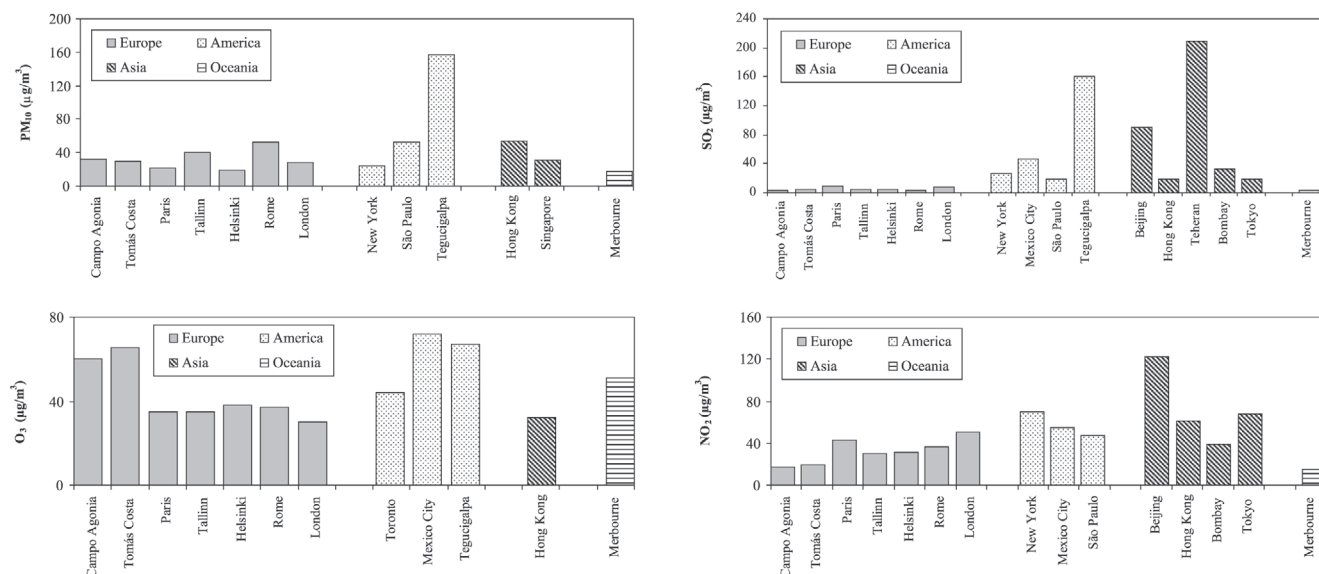 200
160
120
80
40
0
PM₁₀ (µg/m³)
Europe America
Asia Oceania
Campo Agonia
Tomás Costa
Paris
Tallinn
Helsinki
Rome
London
New York
São Paulo
Tegucigalpa
Hong Kong
Singapore
Merbourne
240
200
160
120
80
40
0
SO₂ (µg/m³)
Europe America
Asia Oceania
Campo Agonia
Tomás Costa
Paris
Tallinn
Helsinki
Rome
London
New York
Mexico City
São Paulo
Tegucigalpa
Beijing
Hong Kong
Teheran
Bombay
Tokyo
Merbourne
80
40
0
O₃ (µg/m³)
Europe America
Asia Oceania
Campo Agonia
Tomás Costa
Paris
Tallinn
Helsinki
Rome
London
Toronto
Mexico City
Tegucigalpa
Hong Kong
Merbourne
160
120
80
40
0
NO₂ (µg/m³)
Europe America
Asia Oceania
Campo Agonia
Tomás Costa
Paris
Tallinn
Helsinki
Rome
London
New York
Mexico City
São Paulo
Beijing
Hong Kong
Bombay
Tokyo
Merbourne